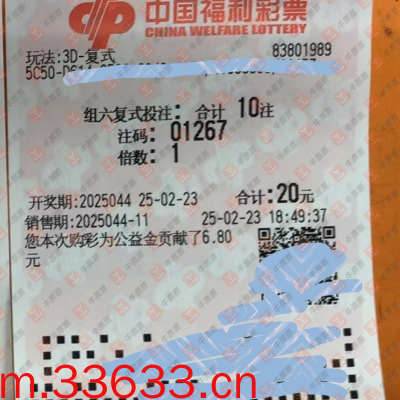 中国福利彩票
CHINA WELFARE LOTTERY
玩法:3D-复式 83801989
组六复式投注: 合计 10注
注码: 01267
倍数: 1
开奖期:2025044 25-02-23 合计:20元
销售期:2025044-11 25-02-23 18:49:37
您本次购彩为公益金贡献了6.80
元
m.33633.cn